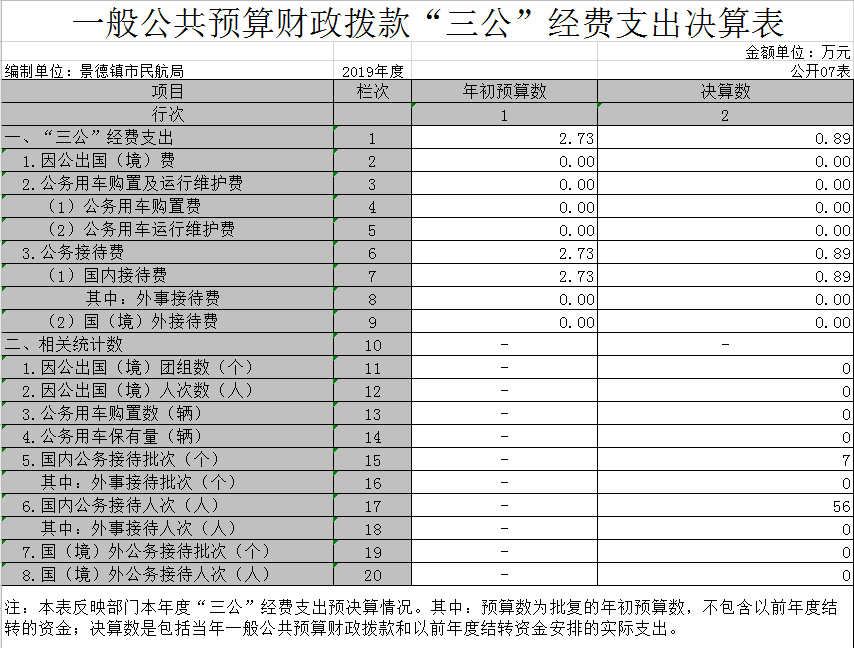 一般公共预算财政拨款“三公”经费支出决算表
金额单位：万元
编制单位：景德镇市民航局 2019年度 公开07表
项目 栏次 年初预算数 决算数
行次 1 2
一、“三公”经费支出 1 2.73 0.89
1.因公出国（境）费 2 0.00 0.00
2.公务用车购置及运行维护费 3 0.00 0.00
（1）公务用车购置费 4 0.00 0.00
（2）公务用车运行维护费 5 0.00 0.00
3.公务接待费 6 2.73 0.89
（1）国内接待费 7 2.73 0.89
其中：外事接待费 8 0.00 0.00
（2）国（境）外接待费 9 0.00 0.00
二、相关统计数 10 - -
1.因公出国（境）团组数（个） 11 - 0
2.因公出国（境）人次数（人） 12 - 0
3.公务用车购置数（辆） 13 - 0
4.公务用车保有量（辆） 14 - 0
5.国内公务接待批次（个） 15 - 7
其中：外事接待批次（个） 16 - 0
6.国内公务接待人次（人） 17 - 56
其中：外事接待人次（人） 18 - 0
7.国（境）外公务接待批次（个） 19 - 0
8.国（境）外公务接待人次（人） 20 - 0
注：本表反映部门本年度“三公”经费支出预决算情况。其中：预算数为批复的年初预算数，不包含以前年度结
转的资金；决算数是包括当年一般公共预算财政拨款和以前年度结转资金安排的实际支出。